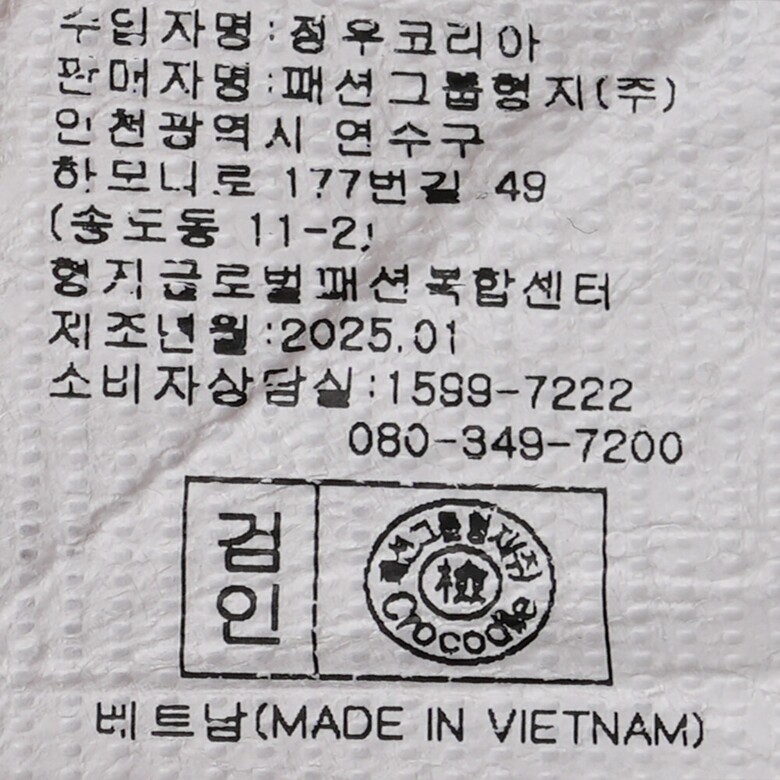 수입자명:정우코리아
판매자명:패션그룹형지(주)
인천광역시 연수구
하모니로 177번길 49
(송도동 11-2)
형지글로벌패션복합센터
제조년월:2025.01
소비자상담실:1599-7222
080-349-7200
검인
패션그룹형지(주)
檢
Crocodile
베트남(MADE IN VIETNAM)